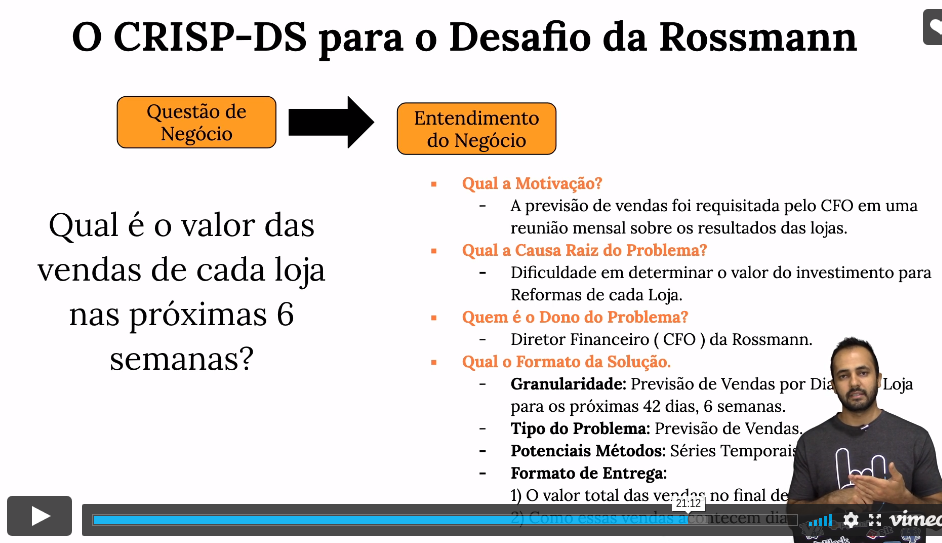 O CRISP-DS para o Desafio da Rossmann
Questão de
Negócio
Entendimento
do Negócio
Qual é o valor das
vendas de cada loja
nas próximas 6
semanas?
Qual a Motivação?
- A previsão de vendas foi requisitada pelo CFO em uma
reunião mensal sobre os resultados das lojas.
Qual a Causa Raiz do Problema?
- Dificuldade em determinar o valor do investimento para
Reformas de cada Loja.
Quem é o Dono do Problema?
- Diretor Financeiro ( CFO ) da Rossmann.
Qual o Formato da Solução.
- Granularidade: Previsão de Vendas por Dia Loja
para os próximas 42 dias, 6 semanas.
- Tipo do Problema: Previsão de Vendas.
- Potenciais Métodos: Séries Temporais
- Formato de Entrega:
1) O valor total das vendas no final de
2) Como essas vendas acontecem dia
21:12
vimeo